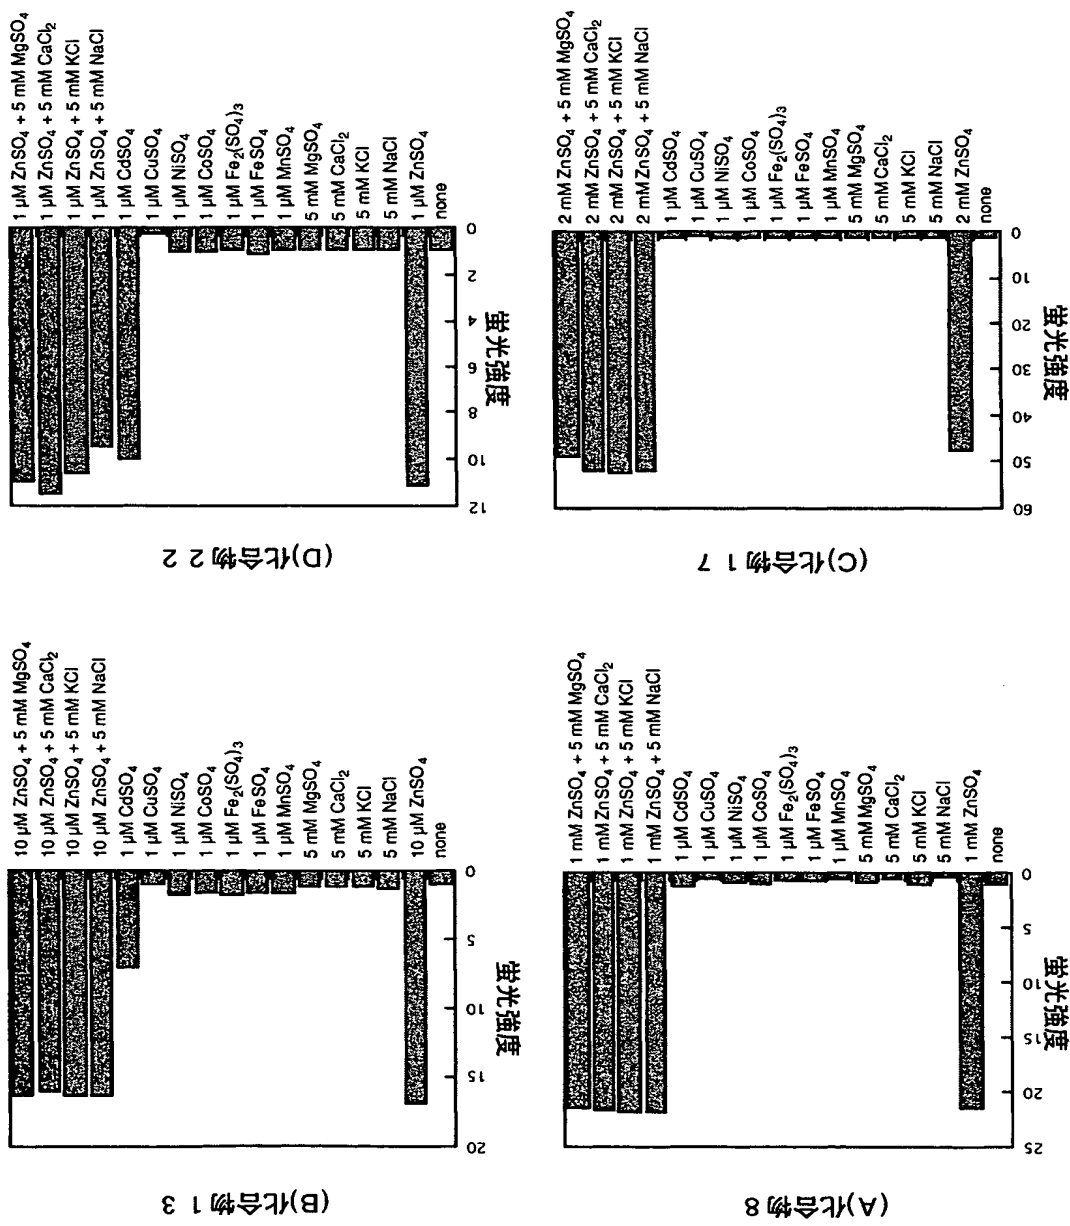 (A)化合物8
蛍光強度
25
20
15
10
5
0
none
1 mM ZnSO4
5 mM NaCl
5 mM KCl
5 mM CaCl2
5 mM MgSO4
1 µM MnSO4
1 µM FeSO4
1 µM Fe2(SO4)3
1 µM CoSO4
1 µM NiSO4
1 µM CuSO4
1 µM CdSO4
1 mM ZnSO4 + 5 mM NaCl
1 mM ZnSO4 + 5 mM KCl
1 mM ZnSO4 + 5 mM CaCl2
1 mM ZnSO4 + 5 mM MgSO4
(B)化合物13
蛍光強度
20
15
10
5
0
none
10 µM ZnSO4
5 mM NaCl
5 mM KCl
5 mM CaCl2
5 mM MgSO4
1 µM MnSO4
1 µM FeSO4
1 µM Fe2(SO4)3
1 µM CoSO4
1 µM NiSO4
1 µM CuSO4
1 µM CdSO4
10 µM ZnSO4 + 5 mM NaCl
10 µM ZnSO4 + 5 mM KCl
10 µM ZnSO4 + 5 mM CaCl2
10 µM ZnSO4 + 5 mM MgSO4
(C)化合物17
蛍光強度
60
50
40
30
20
10
0
none
2 mM ZnSO4
5 mM NaCl
5 mM KCl
5 mM CaCl2
5 mM MgSO4
1 µM MnSO4
1 µM FeSO4
1 µM Fe2(SO4)3
1 µM CoSO4
1 µM NiSO4
1 µM CuSO4
1 µM CdSO4
2 mM ZnSO4 + 5 mM NaCl
2 mM ZnSO4 + 5 mM KCl
2 mM ZnSO4 + 5 mM CaCl2
2 mM ZnSO4 + 5 mM MgSO4
(D)化合物22
蛍光強度
12
10
8
6
4
2
0
none
1 µM ZnSO4
5 mM NaCl
5 mM KCl
5 mM CaCl2
5 mM MgSO4
1 µM MnSO4
1 µM FeSO4
1 µM Fe2(SO4)3
1 µM CoSO4
1 µM NiSO4
1 µM CuSO4
1 µM CdSO4
1 µM ZnSO4 + 5 mM NaCl
1 µM ZnSO4 + 5 mM KCl
1 µM ZnSO4 + 5 mM CaCl2
1 µM ZnSO4 + 5 mM MgSO4